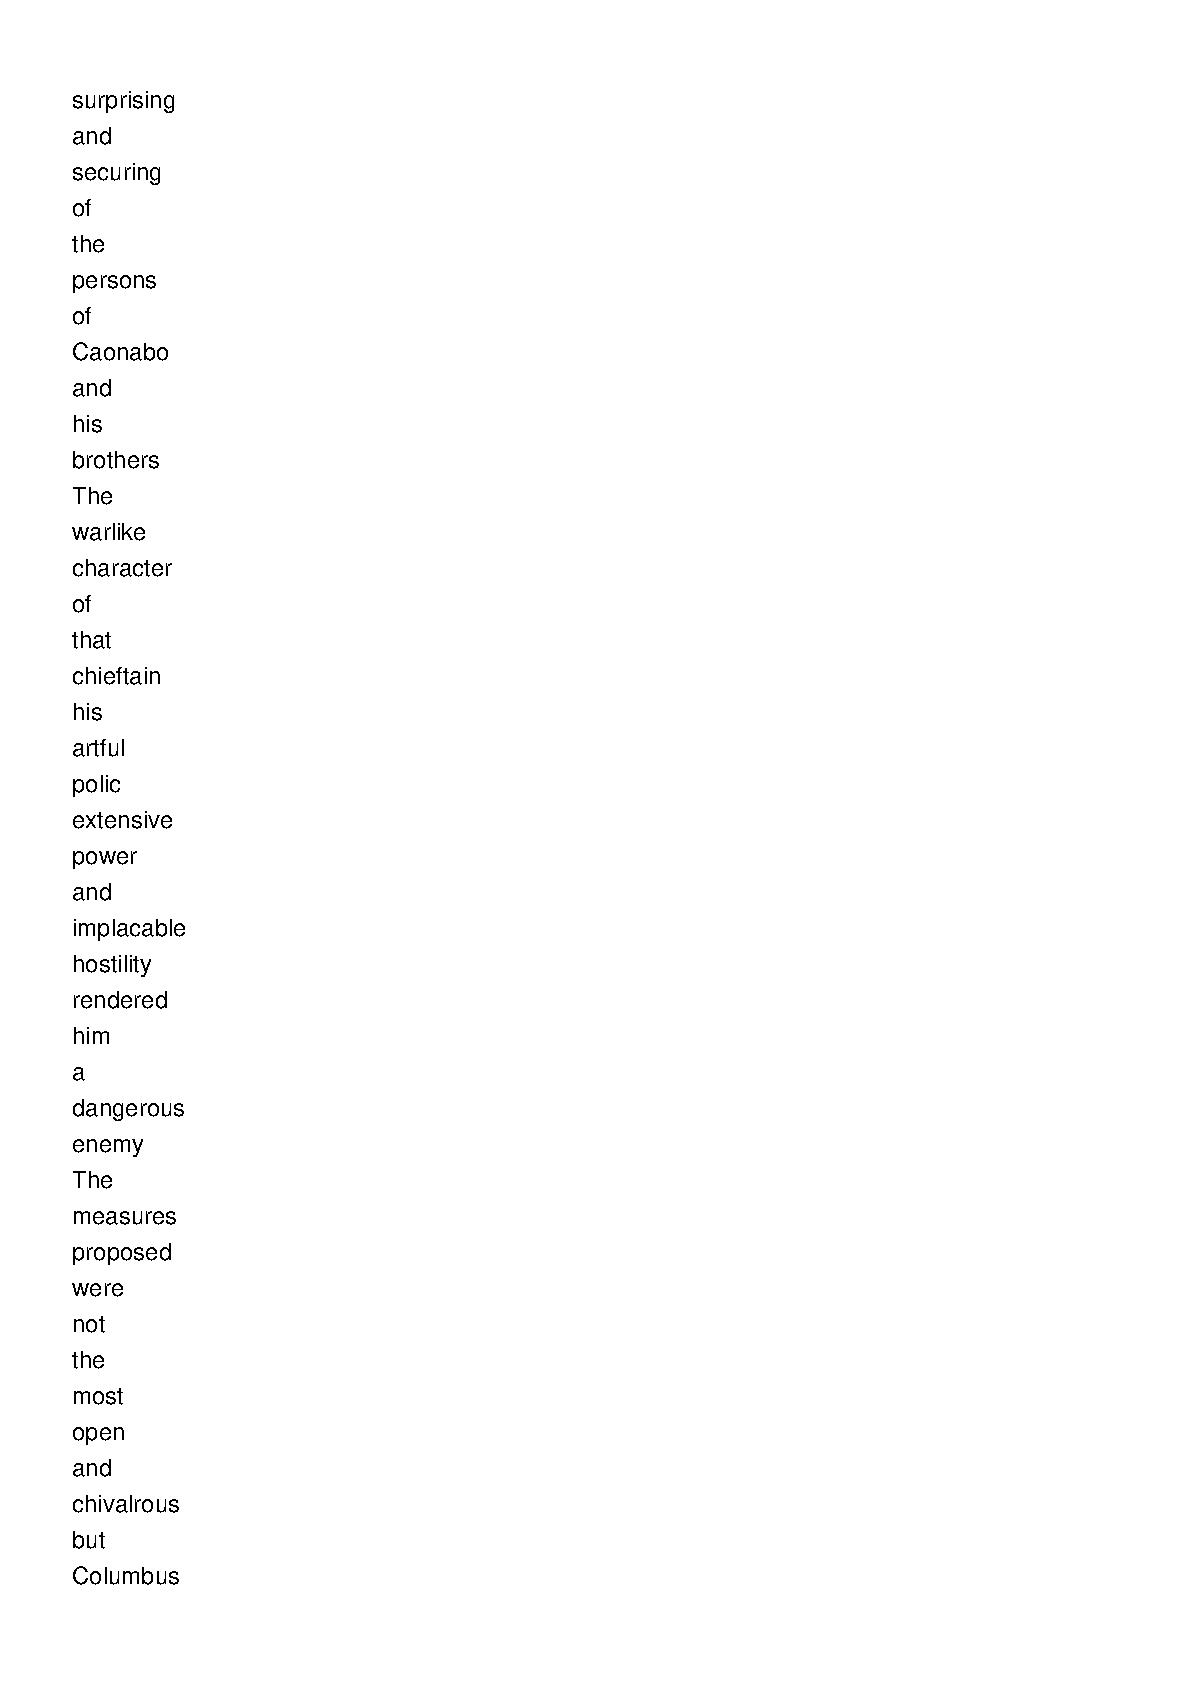 surprising
and
securing
of
the
persons
of
Caonabo
and
his
brothers
The
warlike
character
of
that
chieftain
his
artful
polic
extensive
power
and
implacable
hostility
rendered
him
a
dangerous
enemy
The
measures
proposed
were
not
the
most
open
and
chivalrous
but
Columbus